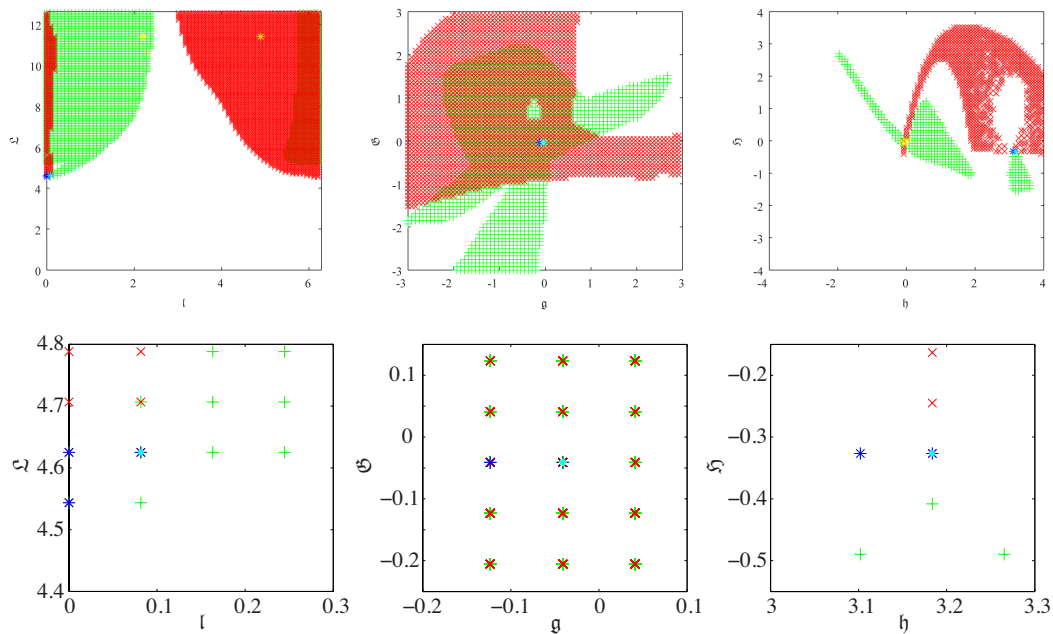 12
10
8
6
4
2
0
𝔏
0 2 4 6
𝔩
3
2
1
0
-1
-2
-3
𝔊
-3 -2 -1 0 1 2 3
𝔤
4
3
2
1
0
-1
-2
-3
-4
ℌ
-4 -2 0 2 4
𝔥
4.8
4.7
4.6
4.5
4.4
𝔏
0 0.1 0.2 0.3
𝔩
0.1
0
−0.1
−0.2
𝔊
−0.2 −0.1 0 0.1
𝔤
−0.2
−0.3
−0.4
−0.5
ℌ
3 3.1 3.2 3.3
𝔥